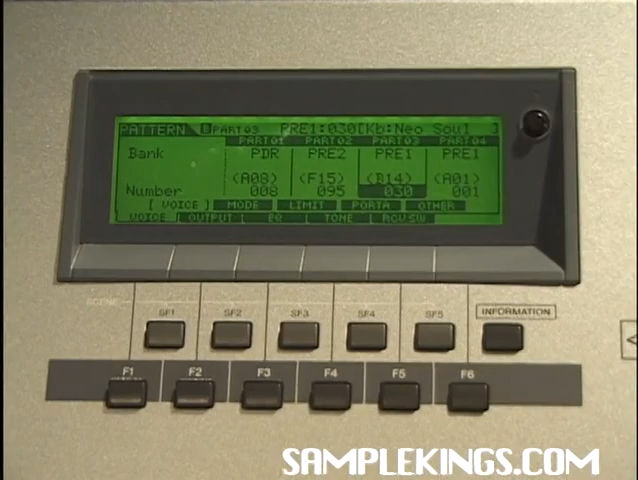 PATTERN PART03 PRE1:030[Kb:Neo Soul ]
PART01 PART02 PART03 PART04
Bank PDR PRE2 PRE1 PRE1
(A08) (F15) (B14) (A01)
Number 008 095 030 001
[ VOICE ] MODE LIMIT PORTA OTHER
VOICE OUTPUT EQ TONE RCV SW
SCENE
SF1 SF2 SF3 SF4 SF5 INFORMATION
F1 F2 F3 F4 F5 F6
SAMPLEKINGS.COM